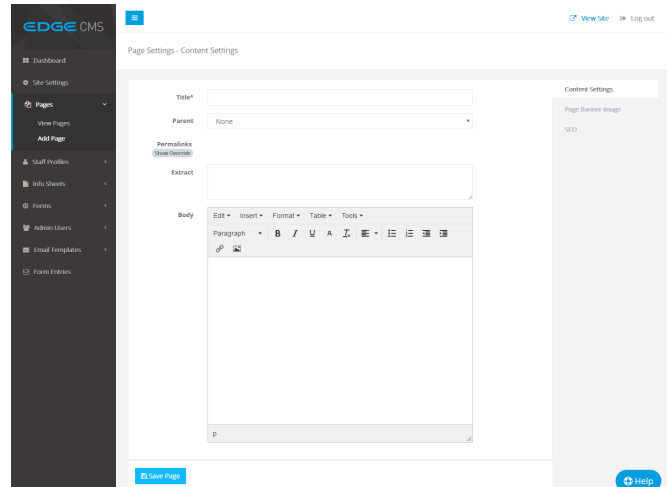 EDGE CMS
View Site
Log out
Page Settings - Content Settings
Dashboard
Site Settings
Pages
View Pages
Add Page
Staff Profiles
Info Sheets
Forms
Admin Users
Email Templates
Form Entries
Title*
Parent
None
Permalinks
Show Override
Extract
Body
Edit Insert Format Table Tools
Paragraph B I U A Tx
p
Save Page
Content Settings
Page Banner Image
SEO
Help